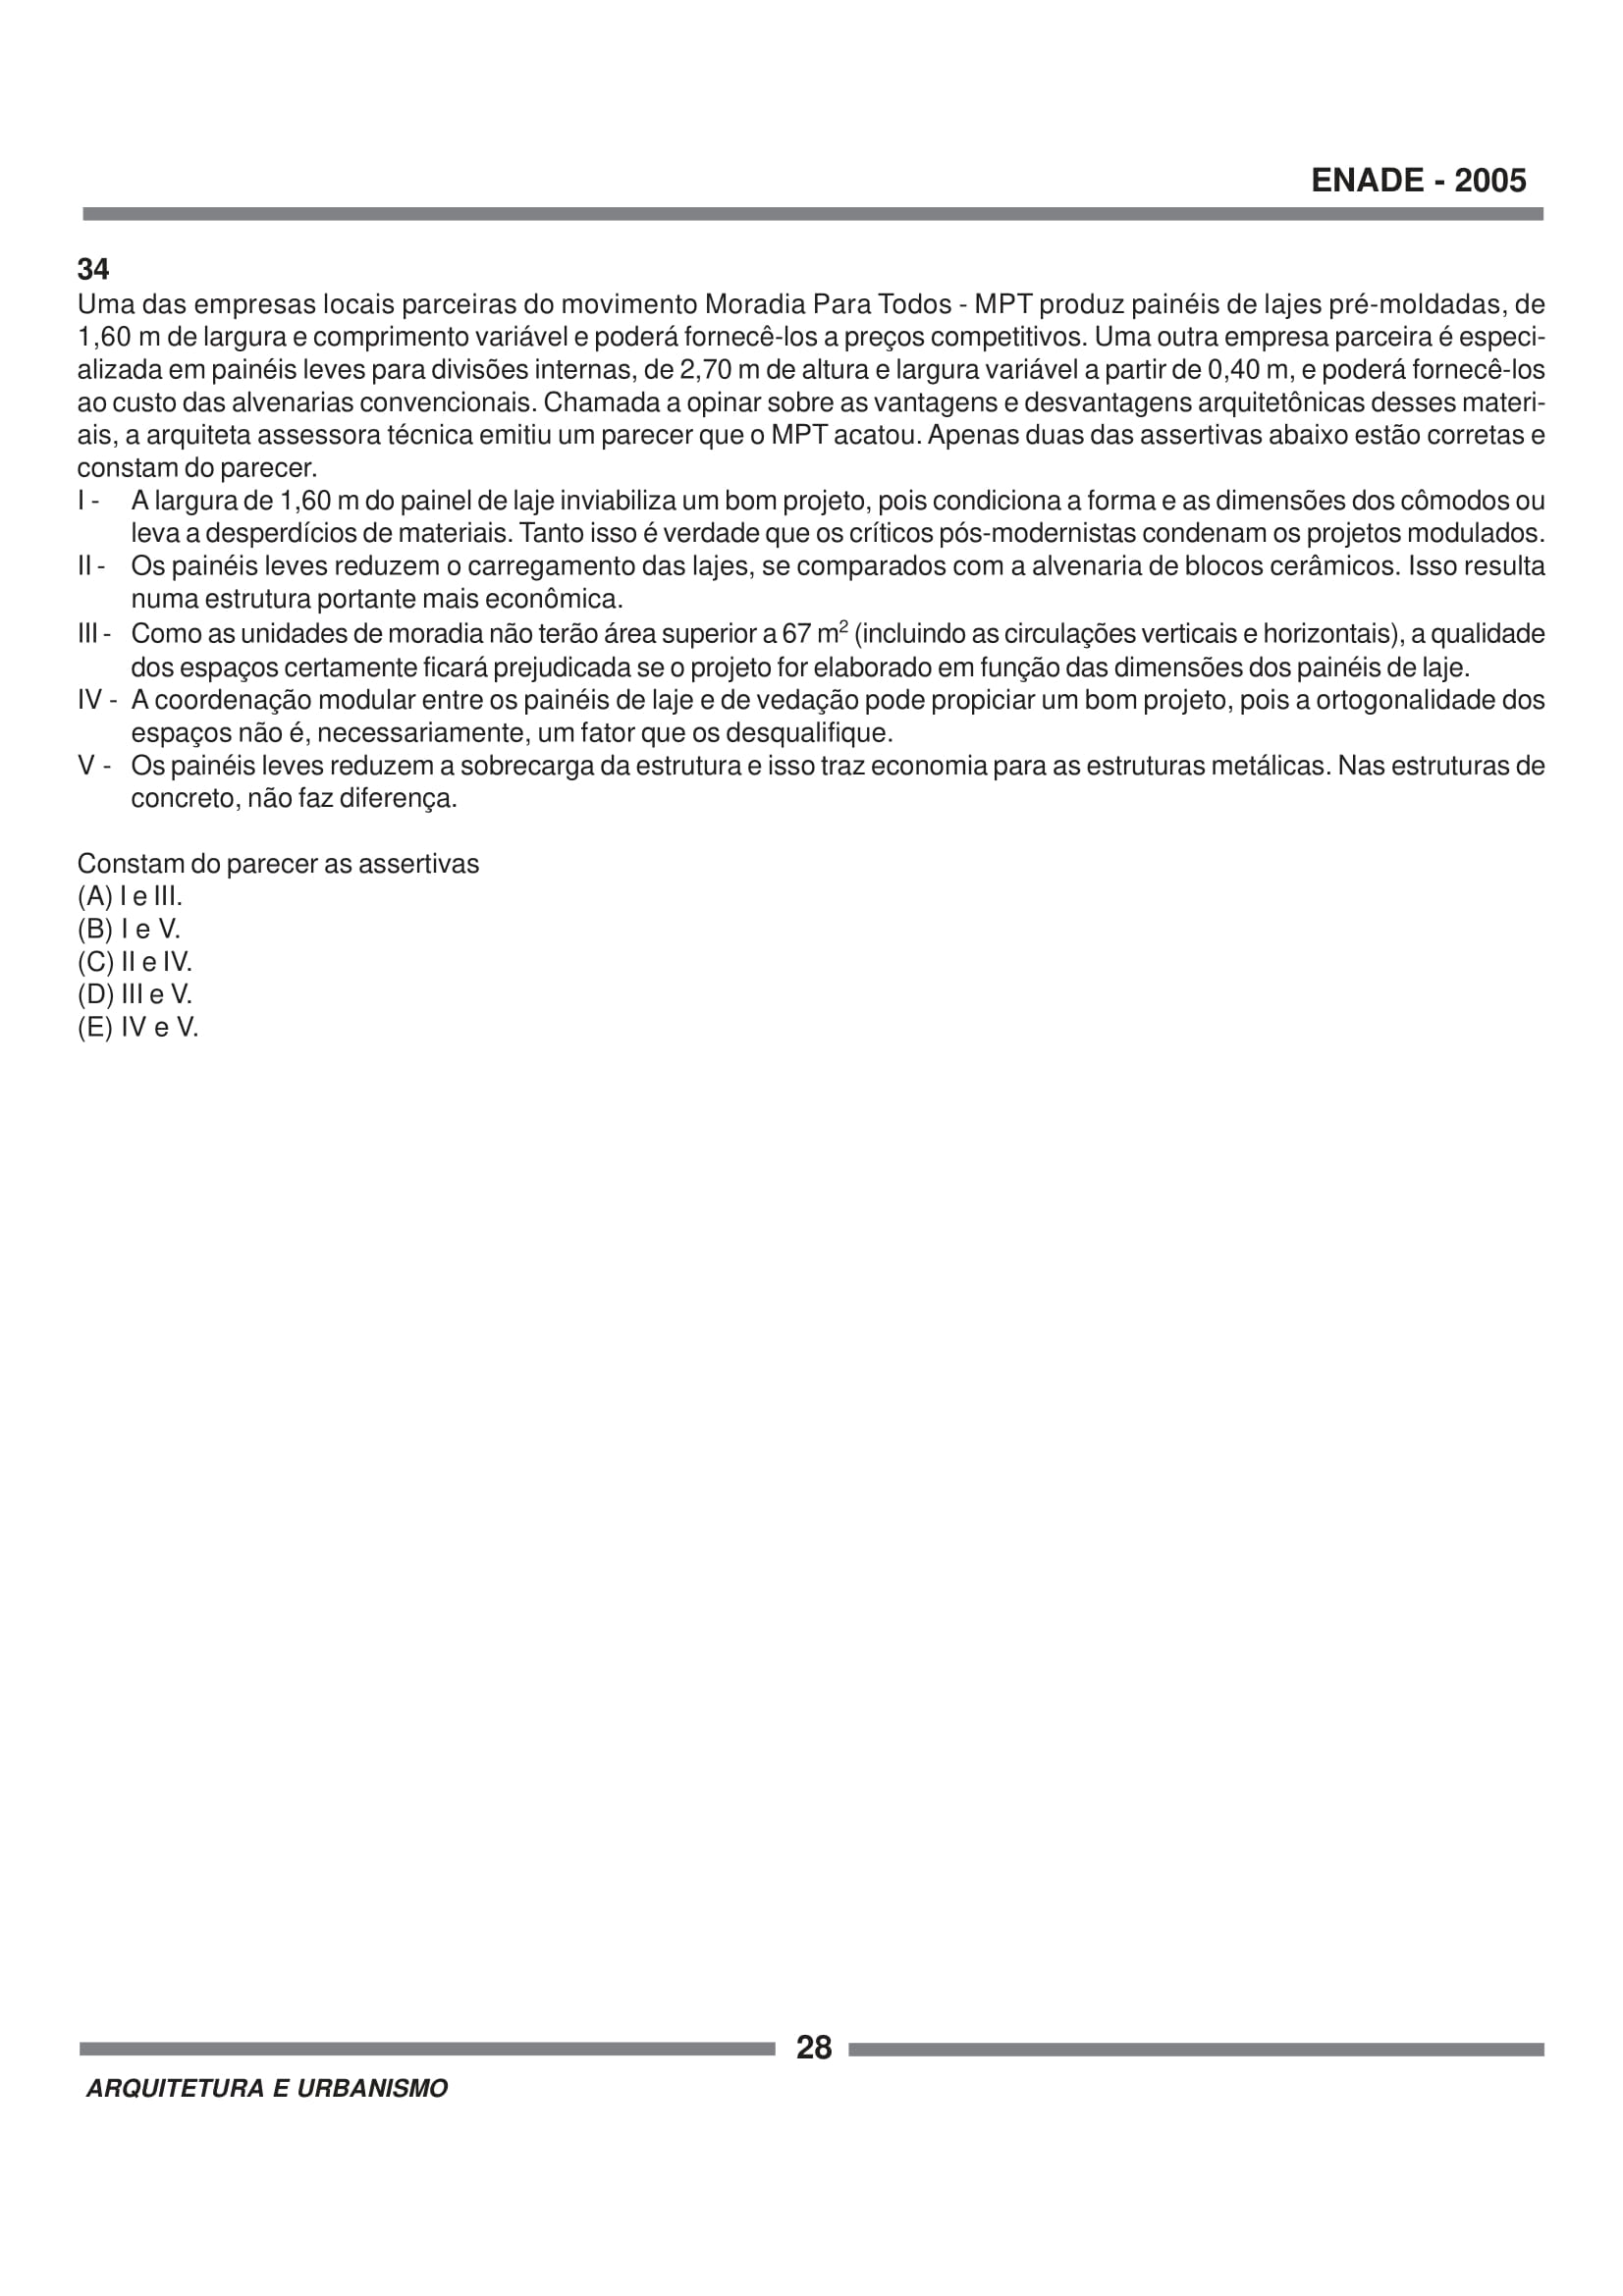 ENADE - 2005
34
Uma das empresas locais parceiras do movimento Moradia Para Todos - MPT produz painéis de lajes pré-moldadas, de
1,60 m de largura e comprimento variável e poderá fornecê-los a preços competitivos. Uma outra empresa parceira é especi-
alizada em painéis leves para divisões internas, de 2,70 m de altura e largura variável a partir de 0,40 m, e poderá fornecê-los
ao custo das alvenarias convencionais. Chamada a opinar sobre as vantagens e desvantagens arquitetônicas desses materi-
ais, a arquiteta assessora técnica emitiu um parecer que o MPT acatou. Apenas duas das assertivas abaixo estão corretas e
constam do parecer.
I - A largura de 1,60 m do painel de laje inviabiliza um bom projeto, pois condiciona a forma e as dimensões dos cômodos ou
leva a desperdícios de materiais. Tanto isso é verdade que os críticos pós-modernistas condenam os projetos modulados.
II - Os painéis leves reduzem o carregamento das lajes, se comparados com a alvenaria de blocos cerâmicos. Isso resulta
numa estrutura portante mais econômica.
III - Como as unidades de moradia não terão área superior a 67 m² (incluindo as circulações verticais e horizontais), a qualidade
dos espaços certamente ficará prejudicada se o projeto for elaborado em função das dimensões dos painéis de laje.
IV - A coordenação modular entre os painéis de laje e de vedação pode propiciar um bom projeto, pois a ortogonalidade dos
espaços não é, necessariamente, um fator que os desqualifique.
V - Os painéis leves reduzem a sobrecarga da estrutura e isso traz economia para as estruturas metálicas. Nas estruturas de
concreto, não faz diferença.
Constam do parecer as assertivas
(A) I e III.
(B) I e V.
(C) II e IV.
(D) III e V.
(E) IV e V.
28
ARQUITETURA E URBANISMO